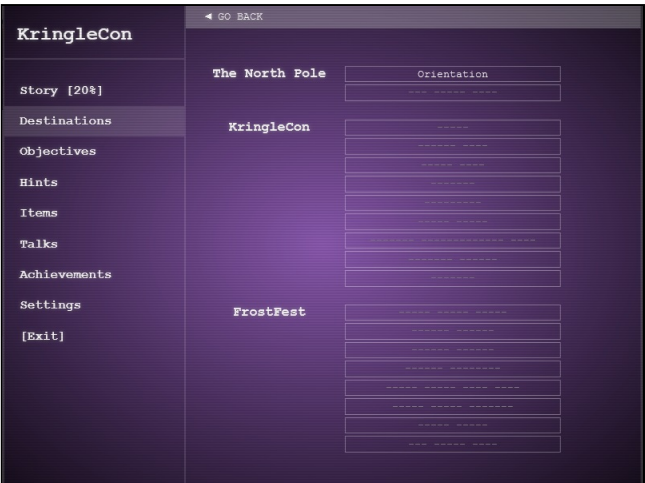 ◄ GO BACK
KringleCon
Story [20%]
Destinations
Objectives
Hints
Items
Talks
Achievements
Settings
[Exit]
The North Pole
Orientation
--- ----- ----
KringleCon
-----
------ ----
----- ----
-------
---------
----- -----
------- ------------- ----
------- ------
-------
FrostFest
----- ----- -----
------ ------
------ ------
------ --------
----- ----- ---- ----
----- ----- -------
----- -----
--- ----- ----